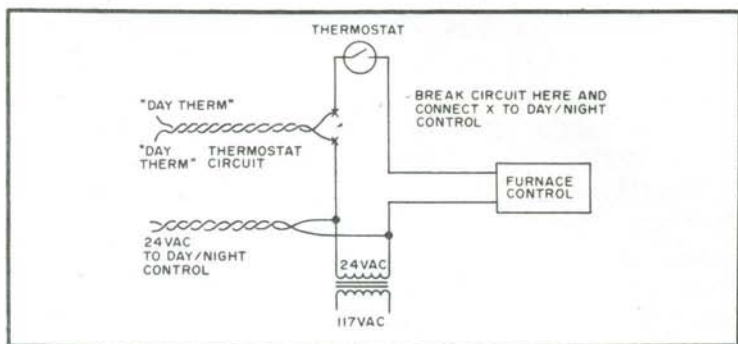 THERMOSTAT
"DAY THERM"
- BREAK CIRCUIT HERE AND
CONNECT X TO DAY/NIGHT
CONTROL
"DAY
THERM"
THERMOSTAT
CIRCUIT
FURNACE
CONTROL
24VAC
TO DAY/NIGHT
CONTROL
24VAC
117VAC